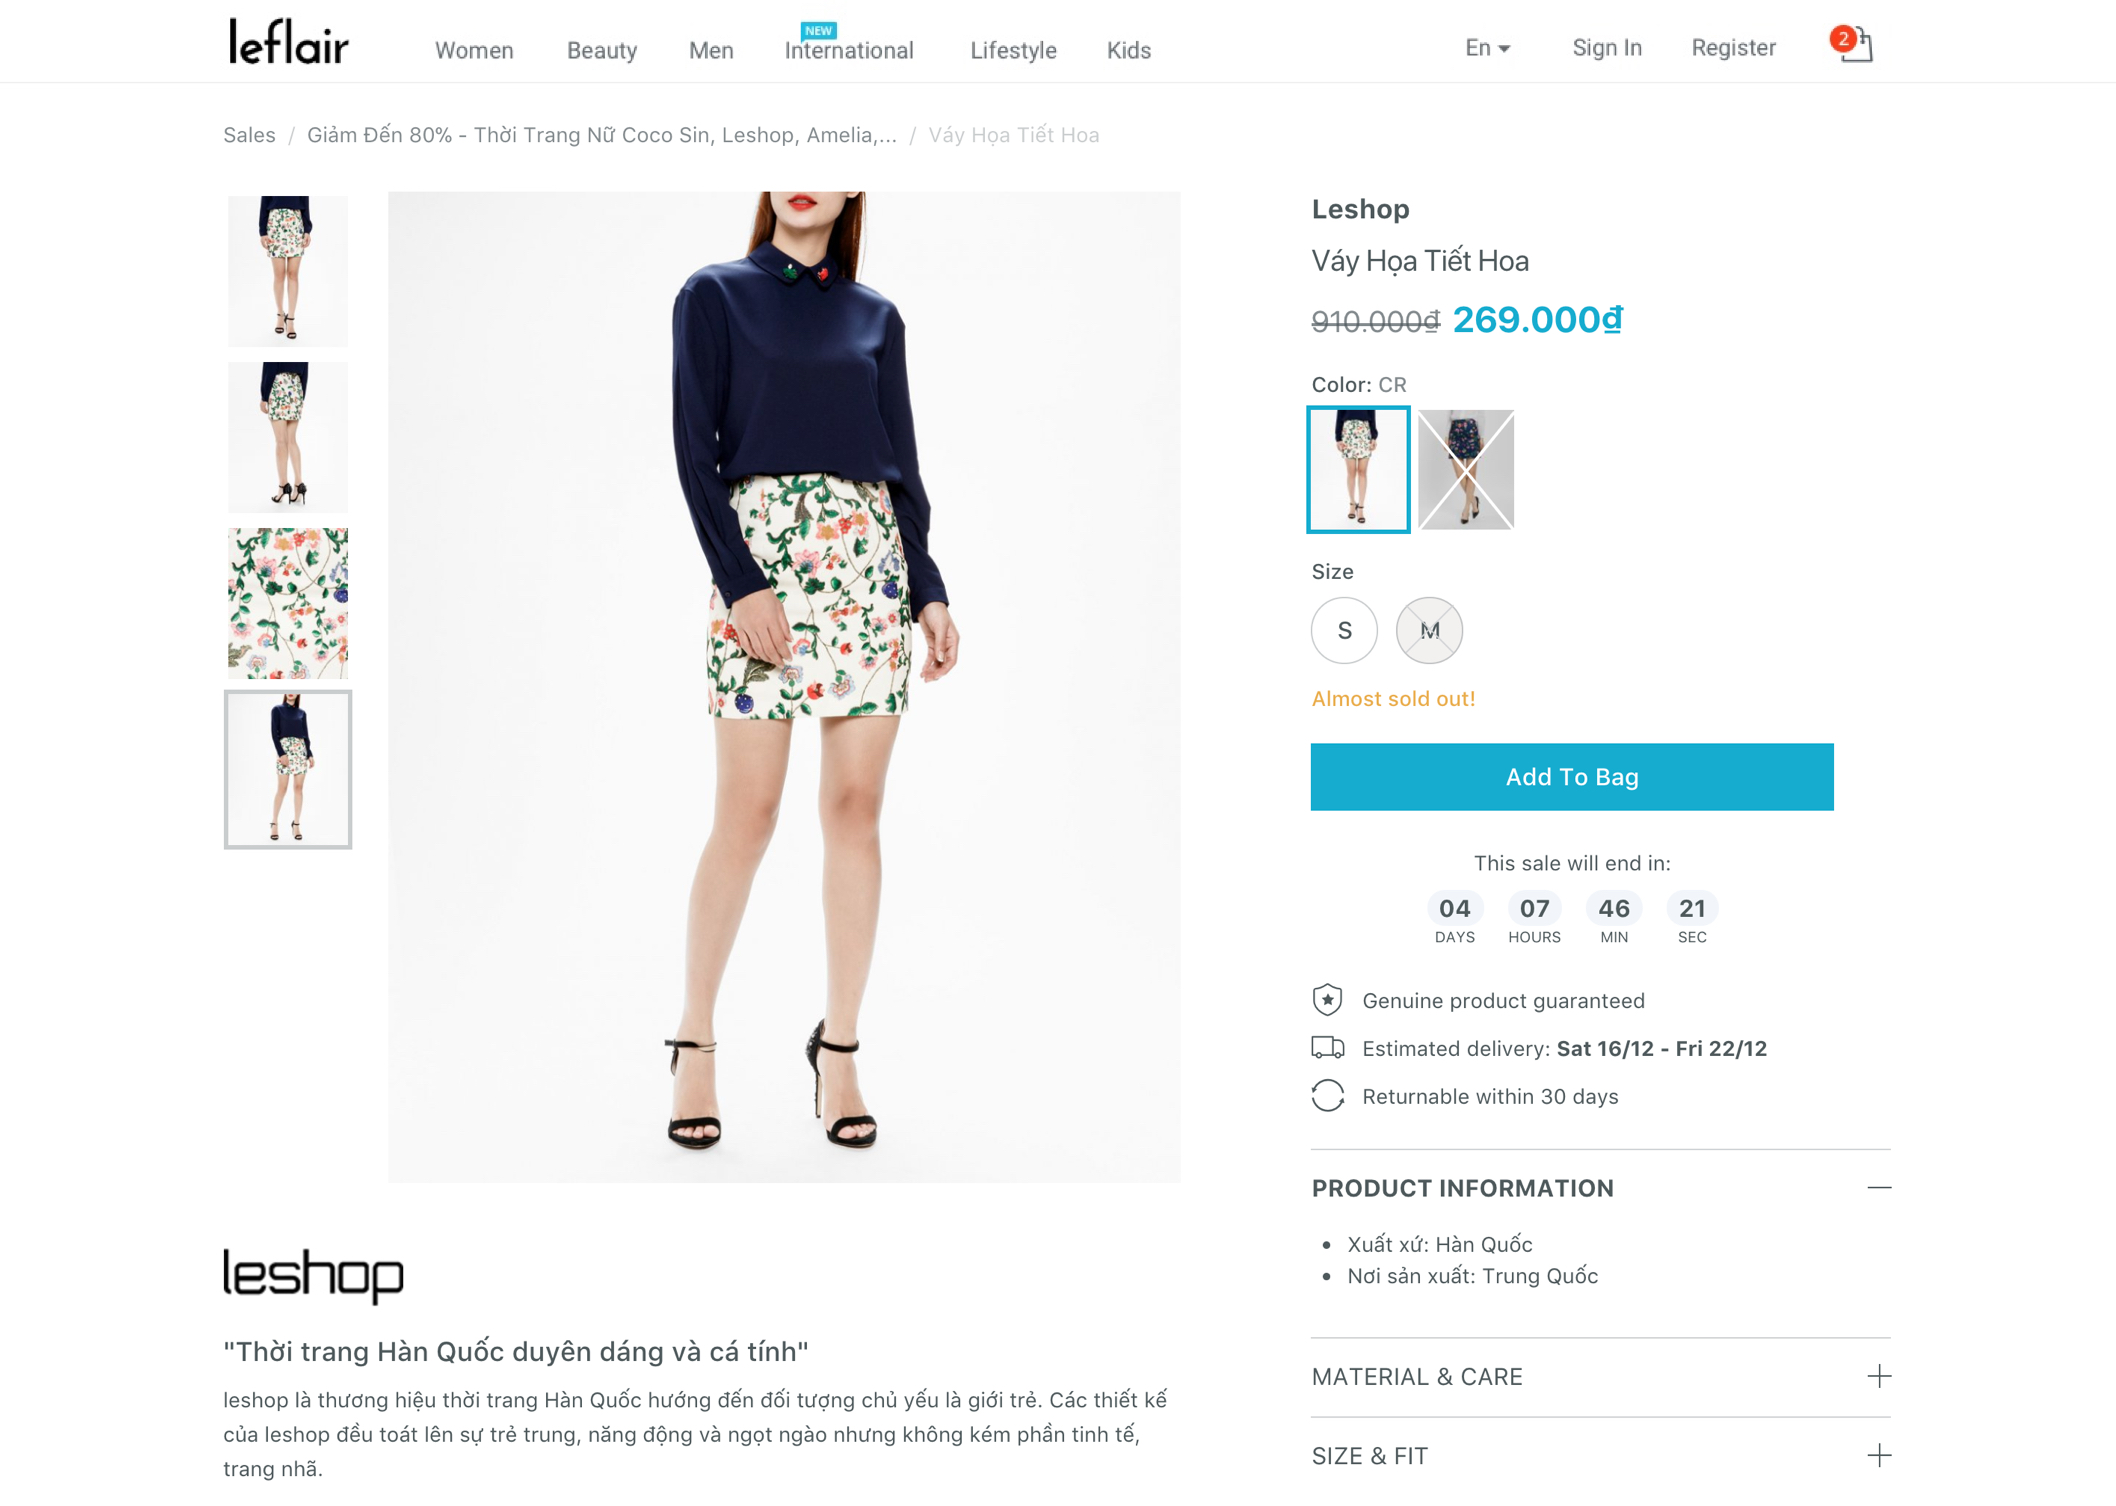 leflair
Women
Beauty
Men
NEW
International
Lifestyle
Kids
En
Sign In
Register
2
Sales / Giảm Đến 80% - Thời Trang Nữ Coco Sin, Leshop, Amelia,... / Váy Họa Tiết Hoa
Leshop
Váy Họa Tiết Hoa
910.000₫ 269.000₫
Color: CR
Size
S
M
Almost sold out!
Add To Bag
This sale will end in:
04 07 46 21
DAYS HOURS MIN SEC
Genuine product guaranteed
Estimated delivery: Sat 16/12 - Fri 22/12
Returnable within 30 days
PRODUCT INFORMATION
• Xuất xứ: Hàn Quốc
• Nơi sản xuất: Trung Quốc
MATERIAL & CARE
SIZE & FIT
leshop
"Thời trang Hàn Quốc duyên dáng và cá tính"
leshop là thương hiệu thời trang Hàn Quốc hướng đến đối tượng chủ yếu là giới trẻ. Các thiết kế
của leshop đều toát lên sự trẻ trung, năng động và ngọt ngào nhưng không kém phần tinh tế,
trang nhã.